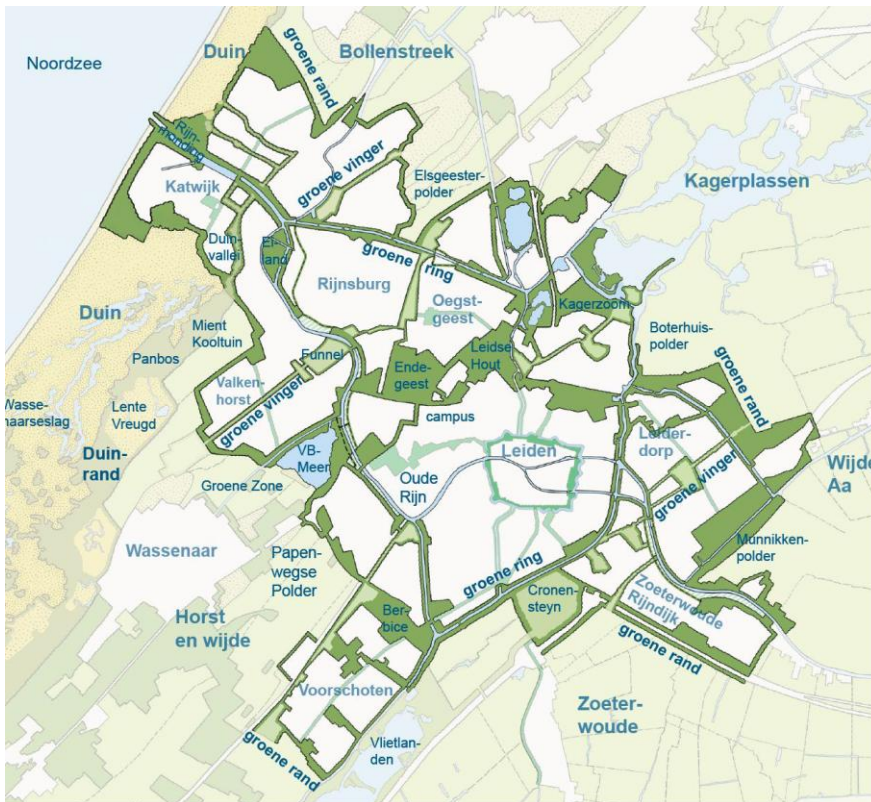 Noordzee
Duin
Bollenstreek
groene rand
Rijn-
monding
Katwijk
groene vinger
Elsgeester-
polder
Kagerplassen
Duin-
vallei
Ei-
land
groene ring
Rijnsburg
Oegst-
geest
Kagerzoom
Duin
Mient
Kooltuin
Boterhuis-
polder
Panbos
Funnel
Ende-
geest
Leidse
Hout
groene rand
Valken-
horst
groene vinger
Wasse-
naarseslag
Lente
Vreugd
campus
Duin-
rand
VB-
Meer
Leiden
Leider-
dorp
groene vinger
Wijde
Aa
Groene Zone
Oude
Rijn
Wassenaar
Papen-
wegse
Polder
groene ring
Munnikken-
polder
Cronen-
steyn
Zoeterwoude
Rijndijk
Horst
en wijde
Ber-
bice
groene rand
Voorschoten
Zoeter-
woude
Vlietlan-
den
groene rand